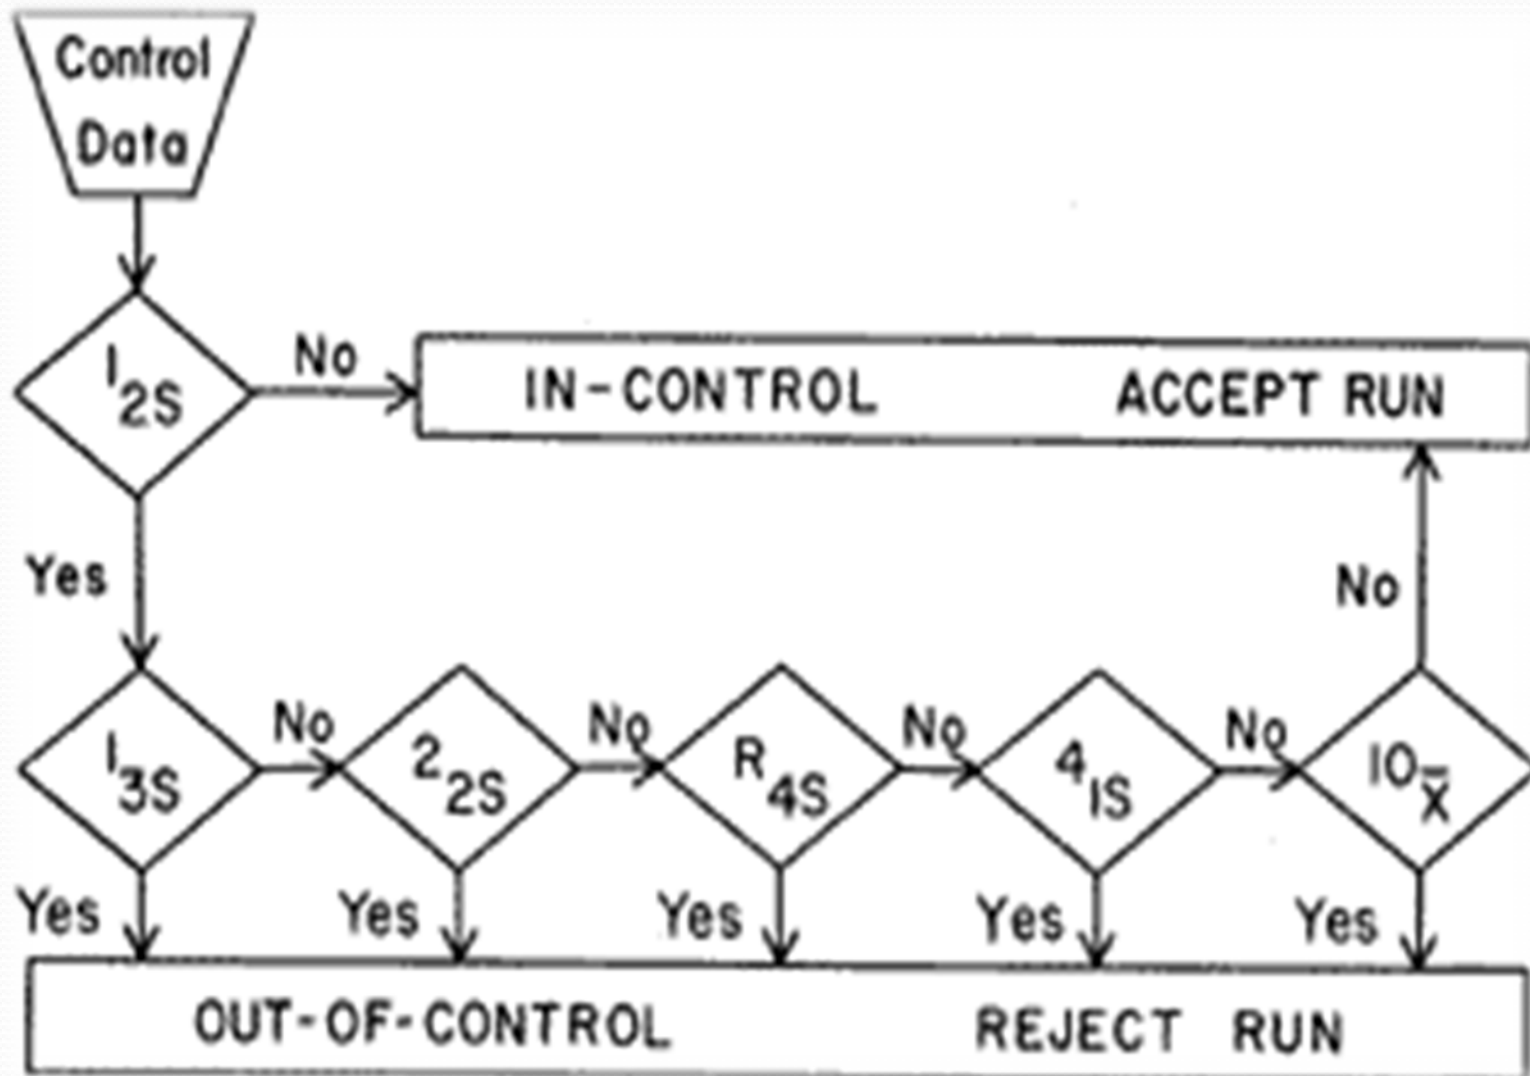 Control
Data
1 2S
No
IN-CONTROL ACCEPT RUN
Yes
No
1 3S
No
2 2S
No
R 4S
No
4 1S
No
10 x̄
Yes
Yes
Yes
Yes
Yes
OUT-OF-CONTROL REJECT RUN